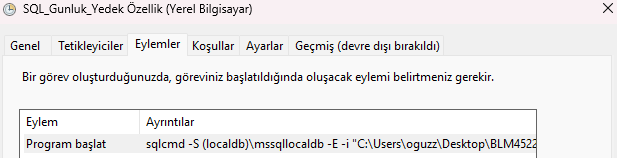 SQL_Gunluk_Yedek Özellik (Yerel Bilgisayar)
Genel Tetikleyiciler Eylemler Koşullar Ayarlar Geçmiş (devre dışı bırakıldı)
Bir görev oluşturduğunuzda, göreviniz başlatıldığında oluşacak eylemi belirtmeniz gerekir.
Eylem Ayrıntılar
Program başlat sqlcmd -S (localdb)\mssqllocaldb -E -i "C:\Users\oguzz\Desktop\BLM4522